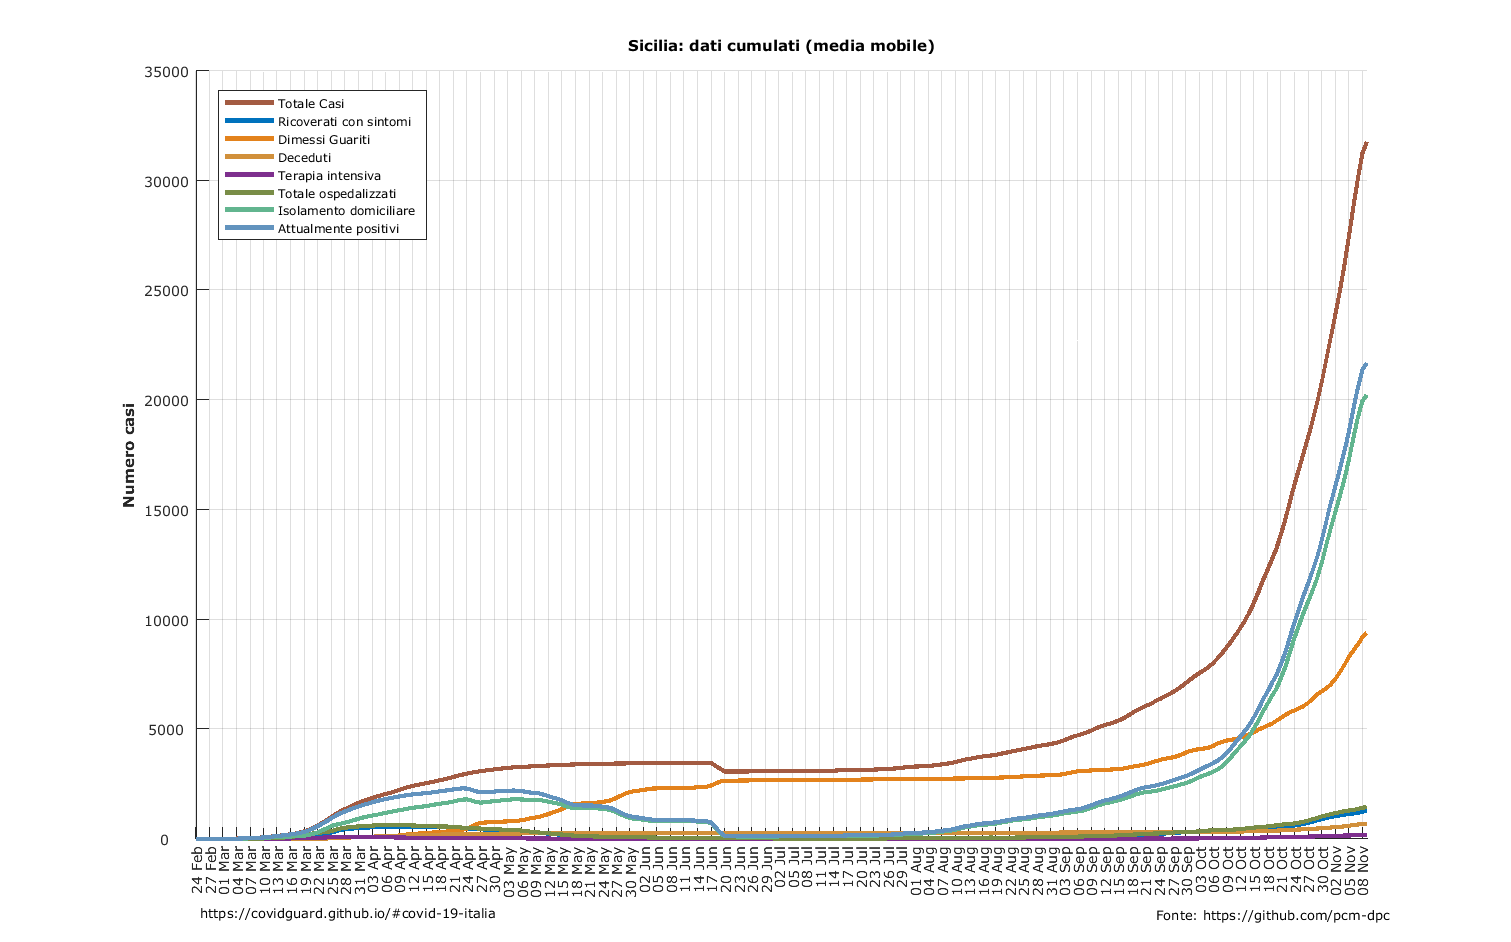 Sicilia: dati cumulati (media mobile)
35000
30000
25000
20000
15000
10000
5000
0
Numero casi
Totale Casi
Ricoverati con sintomi
Dimessi Guariti
Deceduti
Terapia intensiva
Totale ospedalizzati
Isolamento domiciliare
Attualmente positivi
24 Feb
27 Feb
01 Mar
04 Mar
07 Mar
10 Mar
13 Mar
16 Mar
19 Mar
22 Mar
25 Mar
28 Mar
31 Mar
03 Apr
06 Apr
09 Apr
12 Apr
15 Apr
18 Apr
21 Apr
24 Apr
27 Apr
30 Apr
03 May
06 May
09 May
12 May
15 May
18 May
21 May
24 May
27 May
30 May
02 Jun
05 Jun
08 Jun
11 Jun
14 Jun
17 Jun
20 Jun
23 Jun
26 Jun
29 Jun
02 Jul
05 Jul
08 Jul
11 Jul
14 Jul
17 Jul
20 Jul
23 Jul
26 Jul
29 Jul
01 Aug
04 Aug
07 Aug
10 Aug
13 Aug
16 Aug
19 Aug
22 Aug
25 Aug
28 Aug
31 Aug
03 Sep
06 Sep
09 Sep
12 Sep
15 Sep
18 Sep
21 Sep
24 Sep
27 Sep
30 Sep
03 Oct
06 Oct
09 Oct
12 Oct
15 Oct
18 Oct
21 Oct
24 Oct
27 Oct
30 Oct
02 Nov
05 Nov
08 Nov
https://covidguard.github.io/#covid-19-italia
Fonte: https://github.com/pcm-dpc